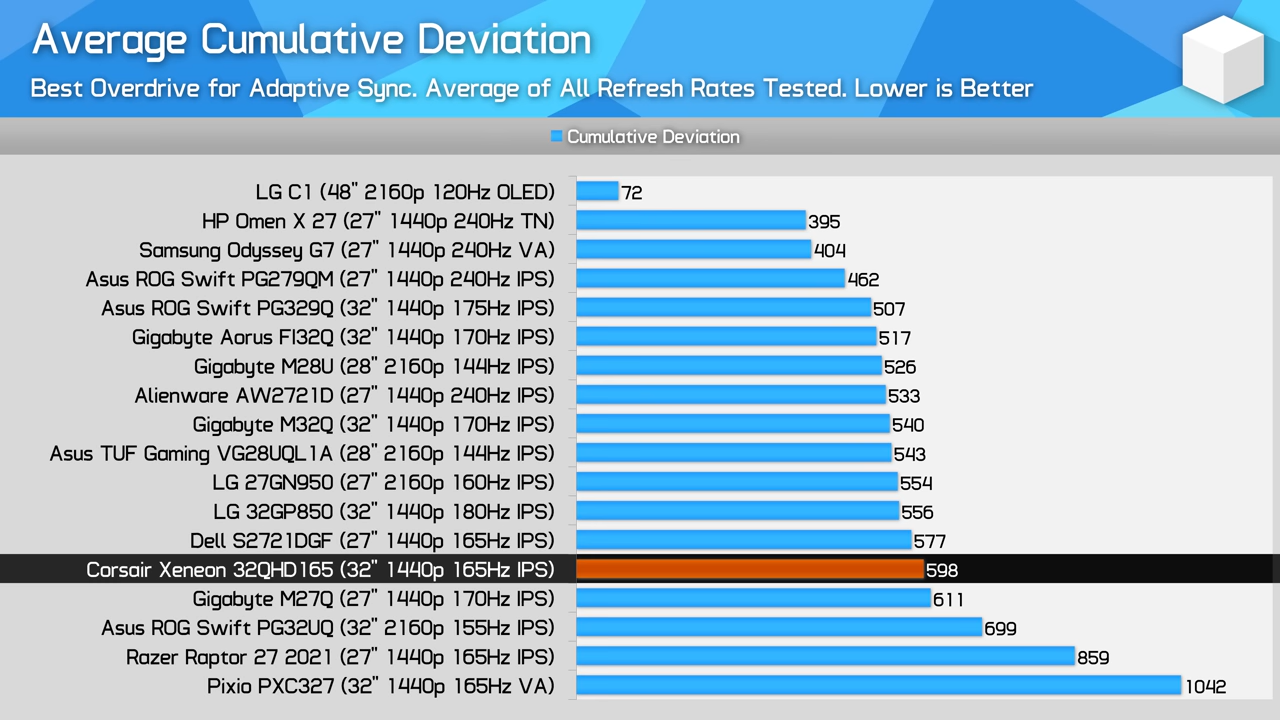 Average Cumulative Deviation
Best Overdrive for Adaptive Sync. Average of All Refresh Rates Tested. Lower is Better
Cumulative Deviation
LG C1 (48" 2160p 120Hz OLED) 72
HP Omen X 27 (27" 1440p 240Hz TN) 395
Samsung Odyssey G7 (27" 1440p 240Hz VA) 404
Asus ROG Swift PG279QM (27" 1440p 240Hz IPS) 462
Asus ROG Swift PG329Q (32" 1440p 175Hz IPS) 507
Gigabyte Aorus FI32Q (32" 1440p 170Hz IPS) 517
Gigabyte M28U (28" 2160p 144Hz IPS) 526
Alienware AW2721D (27" 1440p 240Hz IPS) 533
Gigabyte M32Q (32" 1440p 170Hz IPS) 540
Asus TUF Gaming VG28UQL1A (28" 2160p 144Hz IPS) 543
LG 27GN950 (27" 2160p 160Hz IPS) 554
LG 32GP850 (32" 1440p 180Hz IPS) 556
Dell S2721DGF (27" 1440p 165Hz IPS) 577
Corsair Xeneon 32QHD165 (32" 1440p 165Hz IPS) 598
Gigabyte M27Q (27" 1440p 170Hz IPS) 611
Asus ROG Swift PG32UQ (32" 2160p 155Hz IPS) 699
Razer Raptor 27 2021 (27" 1440p 165Hz IPS) 859
Pixio PXC327 (32" 1440p 165Hz VA) 1042